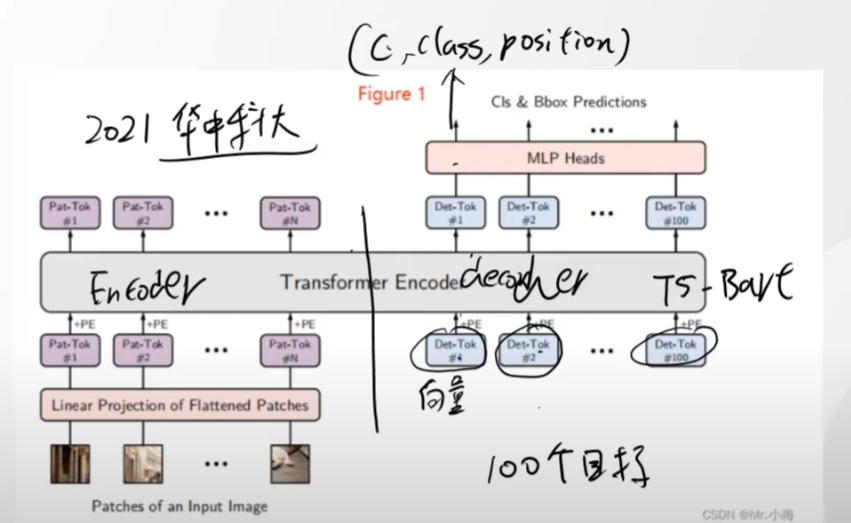 (C, class, position)
Figure 1
Cls & Bbox Predictions
2021 华中科大
...
MLP Heads
Pat-Tok #1
Pat-Tok #2
...
Pat-Tok #N
Det-Tok #1
Det-Tok #2
...
Det-Tok #100
Encoder
Transformer Encoder
decocher
T5-Bart
+PE
+PE
+PE
+PE
+PE
+PE
Pat-Tok #1
Pat-Tok #2
...
Pat-Tok #N
Det-Tok #1
Det-Tok #2
...
Det-Tok #100
向量
Linear Projection of Flattened Patches
...
100个目标
Patches of an Input Image
CSDN @Mr.小梅